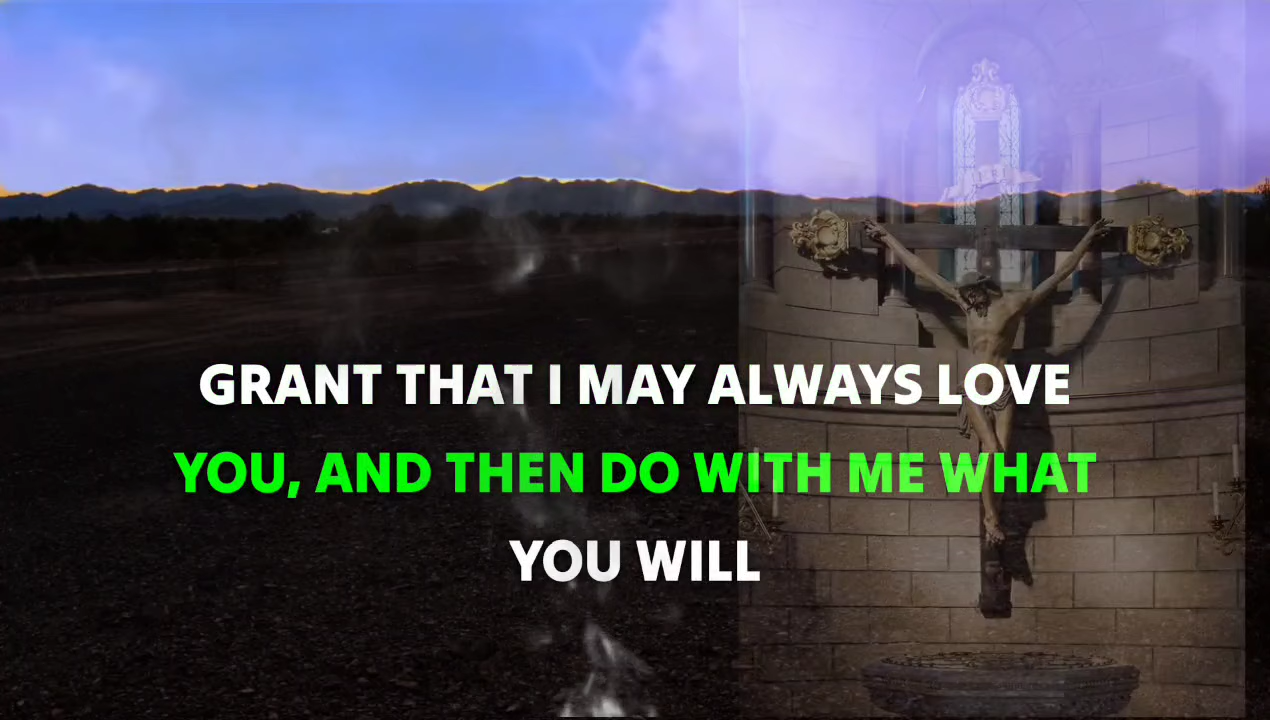 GRANT THAT I MAY ALWAYS LOVE
YOU, AND THEN DO WITH ME WHAT
YOU WILL